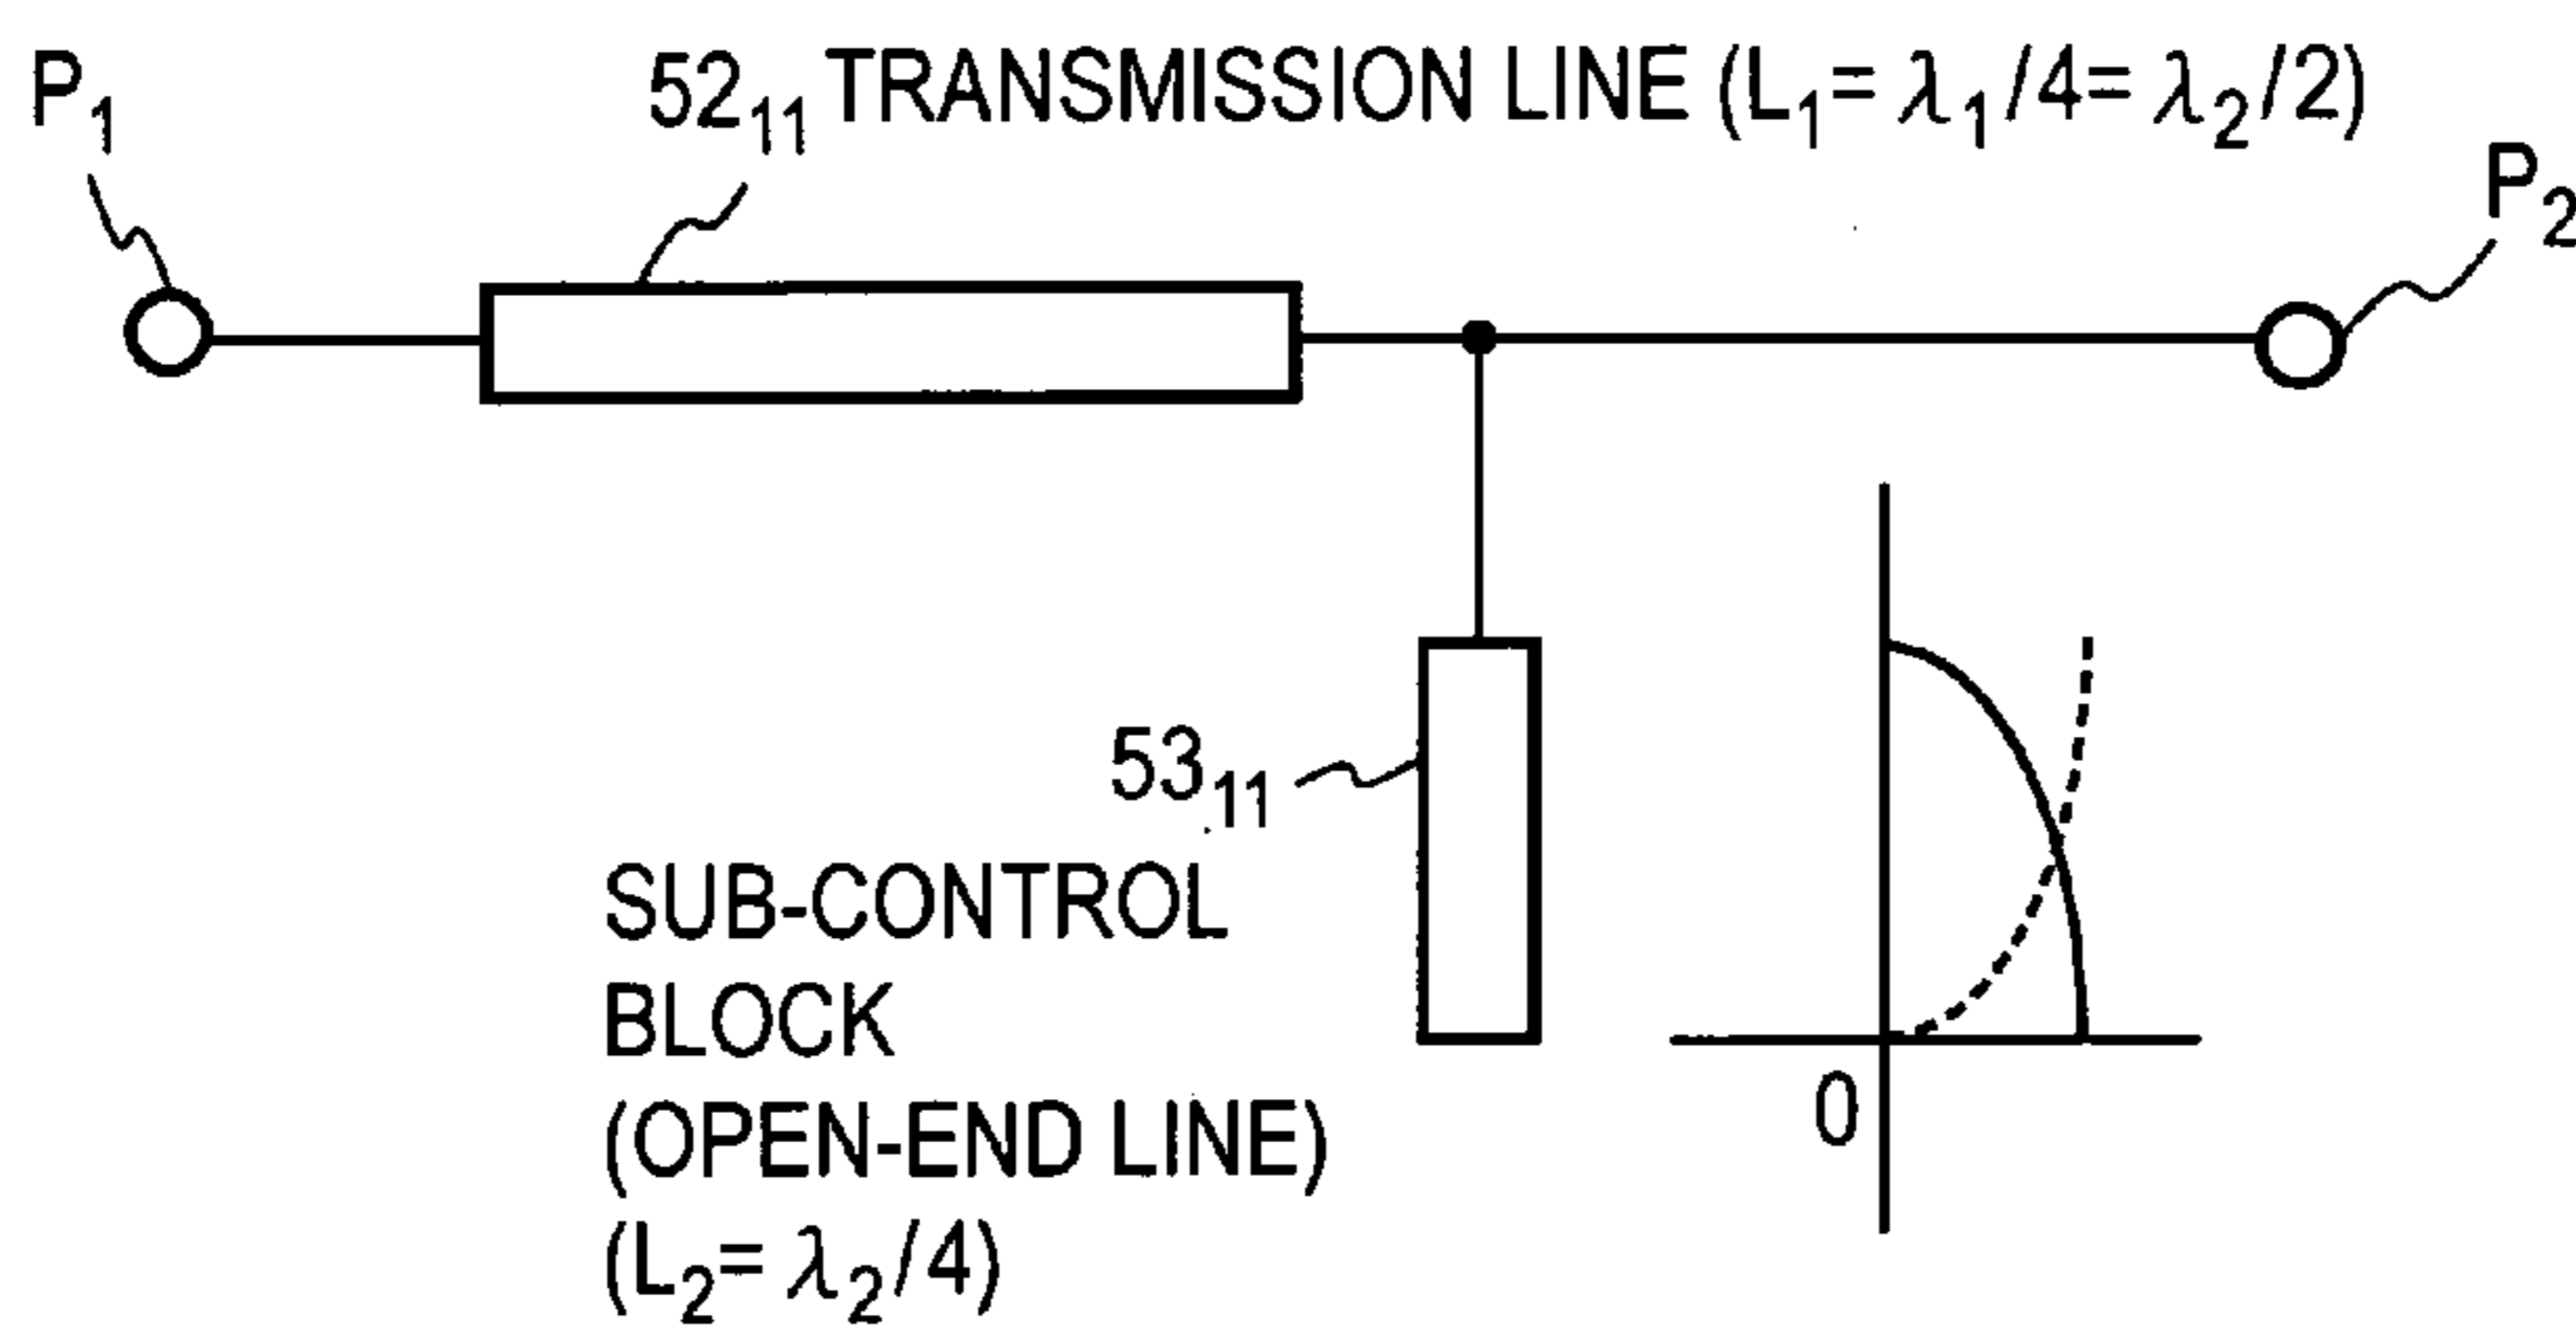 P₁
52₁₁ TRANSMISSION LINE (L₁= λ₁/4= λ₂/2)
P₂
53₁₁
SUB-CONTROL
BLOCK
(OPEN-END LINE)
(L₂= λ₂/4)
0